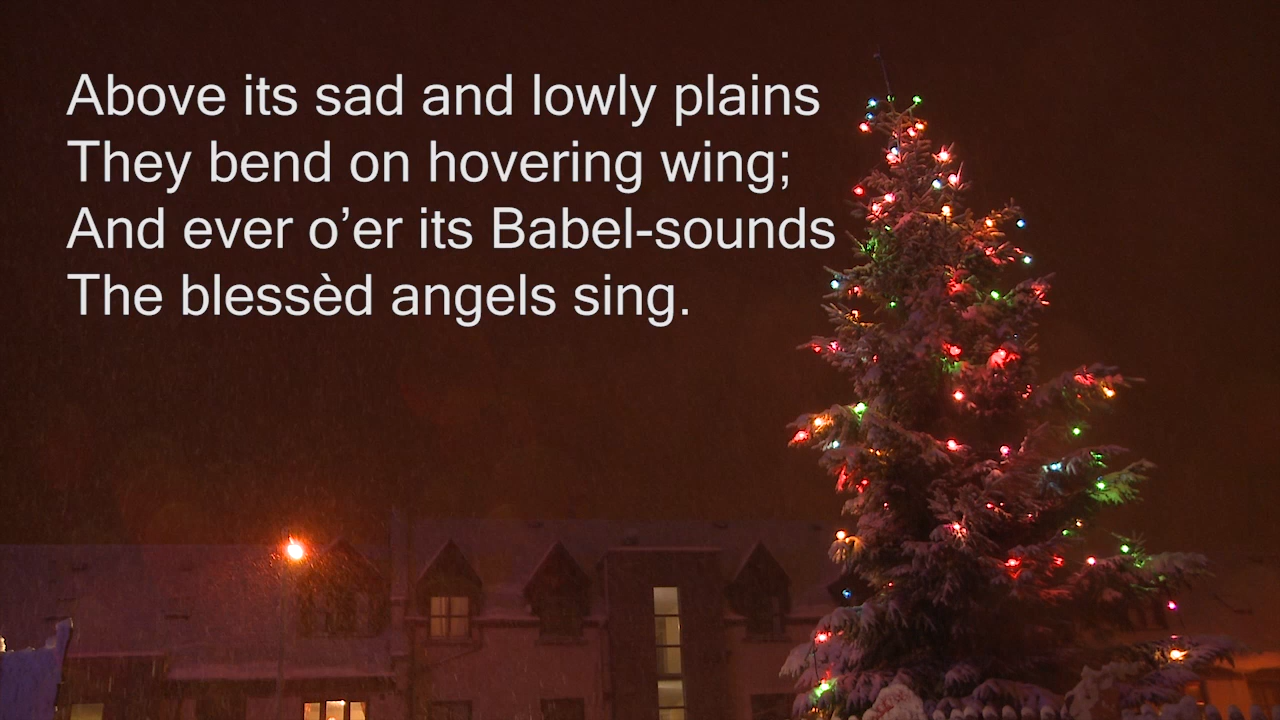 Above its sad and lowly plains
They bend on hovering wing;
And ever o’er its Babel-sounds
The blessèd angels sing.